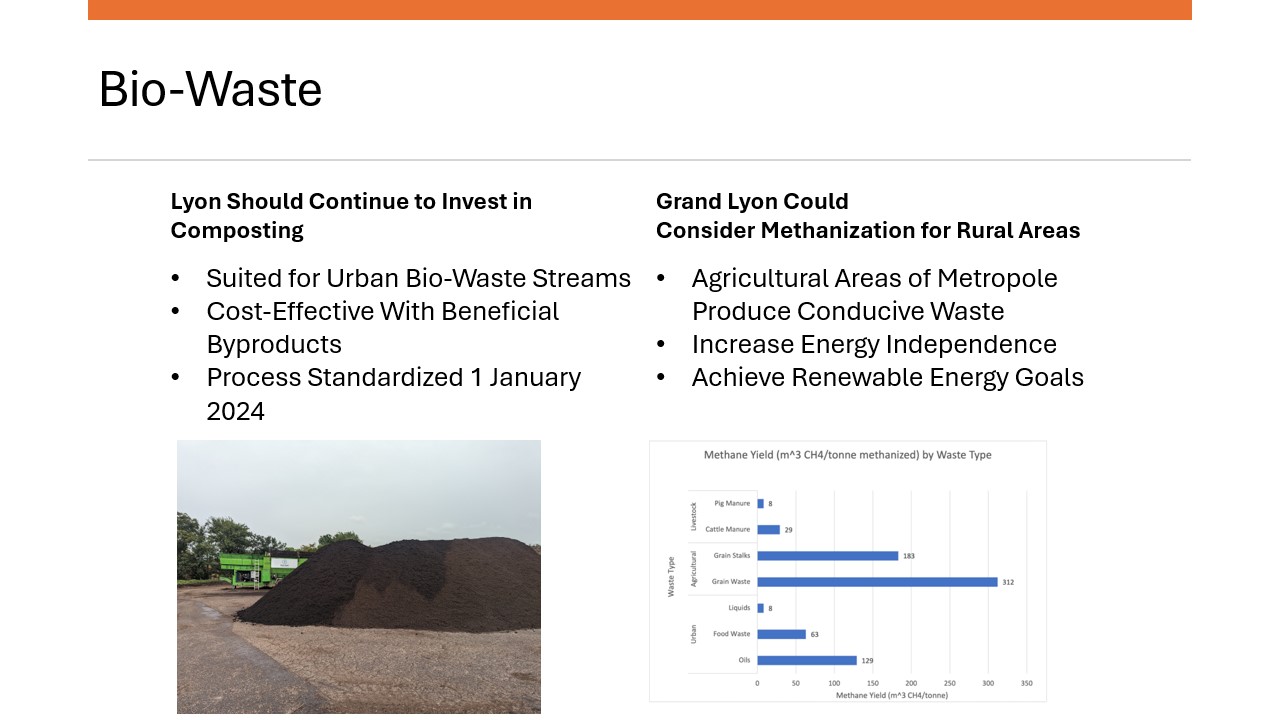 Bio-Waste
Lyon Should Continue to Invest in
Composting
• Suited for Urban Bio-Waste Streams
• Cost-Effective With Beneficial
Byproducts
• Process Standardized 1 January
2024
Grand Lyon Could
Consider Methanization for Rural Areas
• Agricultural Areas of Metropole
Produce Conducive Waste
• Increase Energy Independence
• Achieve Renewable Energy Goals
Methane Yield (m^3 CH4/tonne methanized) by Waste Type
Waste Type
Livestock
Pig Manure 8
Cattle Manure 29
Agricultural
Grain Stalks 183
Grain Waste 312
Urban
Liquids 8
Food Waste 63
Oils 129
0 50 100 150 200 250 300 350
Methane Yield (m^3 CH4/tonne)